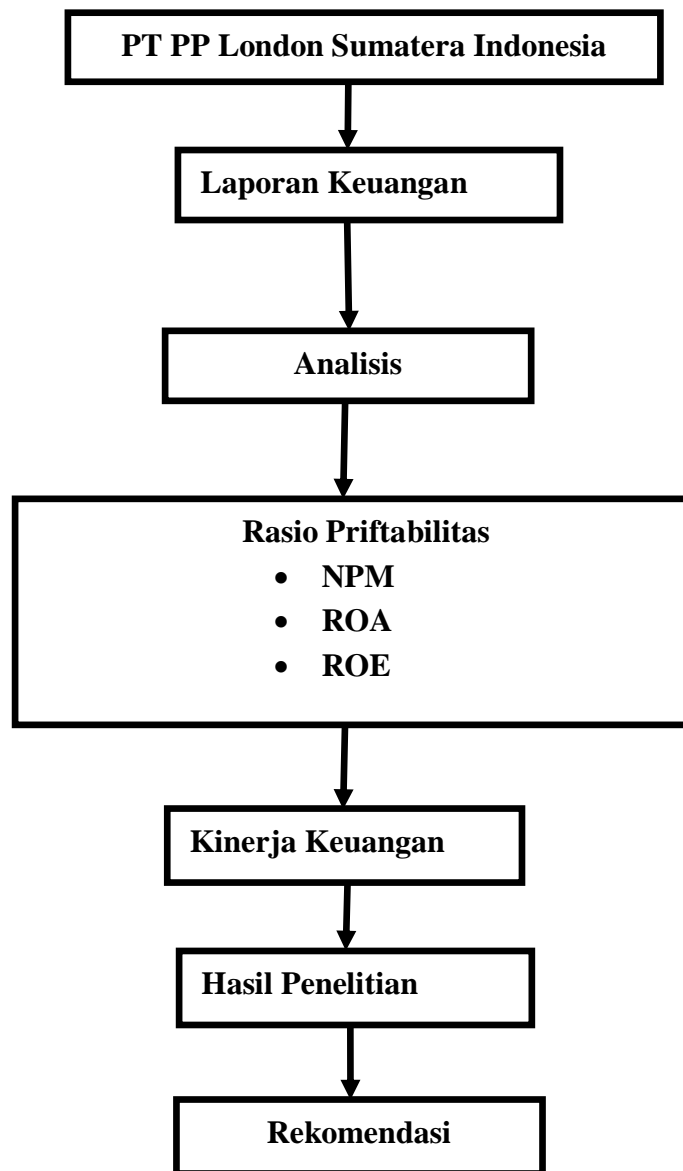 PT PP London Sumatera Indonesia
Laporan Keuangan
Analisis
Rasio Priftabilitas
• NPM
• ROA
• ROE
Kinerja Keuangan
Hasil Penelitian
Rekomendasi